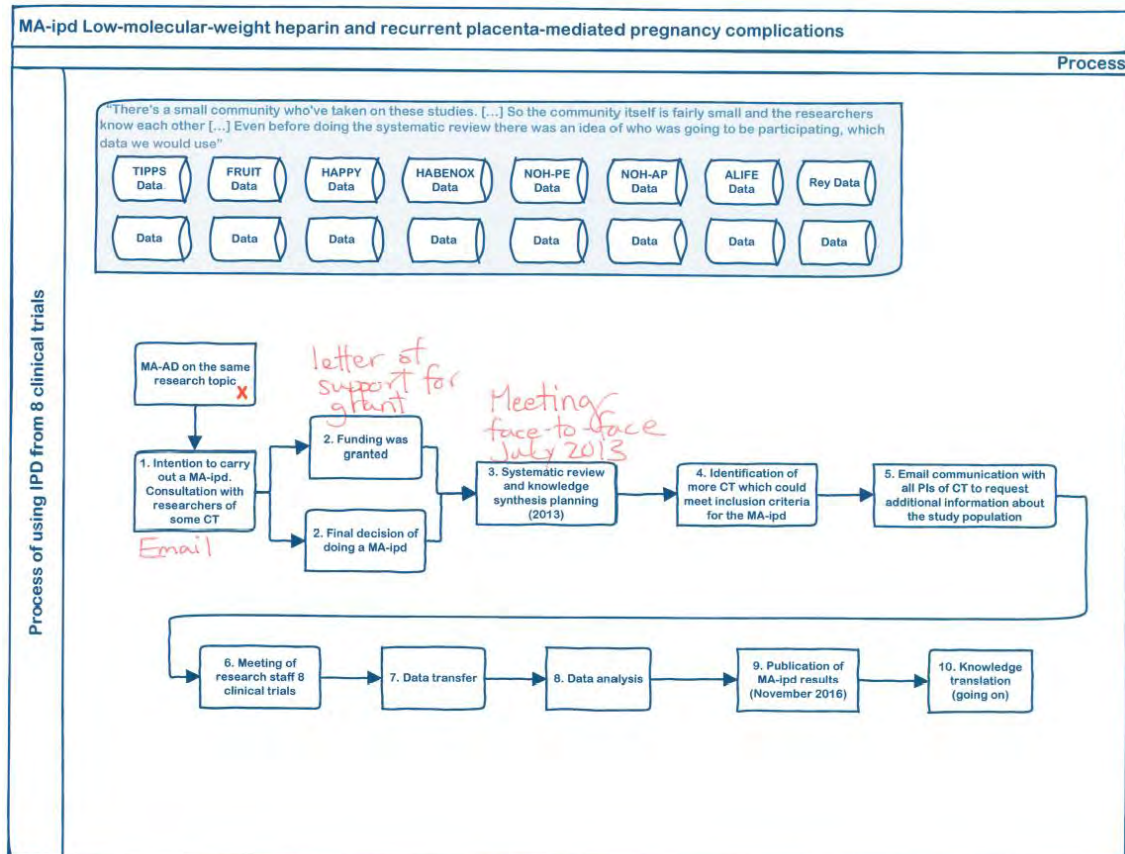 MA-ipd Low-molecular-weight heparin and recurrent placenta-mediated pregnancy complications
Process
Process of using IPD from 8 clinical trials
"There's a small community who've taken on these studies. [...] So the community itself is fairly small and the researchers
know each other [...] Even before doing the systematic review there was an idea of who was going to be participating, which
data we would use"
TIPPS
Data
FRUIT
Data
HAPPY
Data
HABENOX
Data
NOH-PE
Data
NOH-AP
Data
ALIFE
Data
Rey Data
Data
Data
Data
Data
Data
Data
Data
Data
MA-AD on the same
research topic
X
1. Intention to carry
out a MA-ipd.
Consultation with
researchers of
some CT
Email
letter of
support for
grant
2. Funding was
granted
2. Final decision of
doing a MA-ipd
Meeting
face-to-face
July 2013
3. Systematic review
and knowledge
synthesis planning
(2013)
4. Identification of
more CT which could
meet inclusion criteria
for the MA-ipd
5. Email communication with
all PIs of CT to request
additional information about
the study population
6. Meeting of
research staff 8
clinical trials
7. Data transfer
8. Data analysis
9. Publication of
MA-ipd results
(November 2016)
10. Knowledge
translation
(going on)